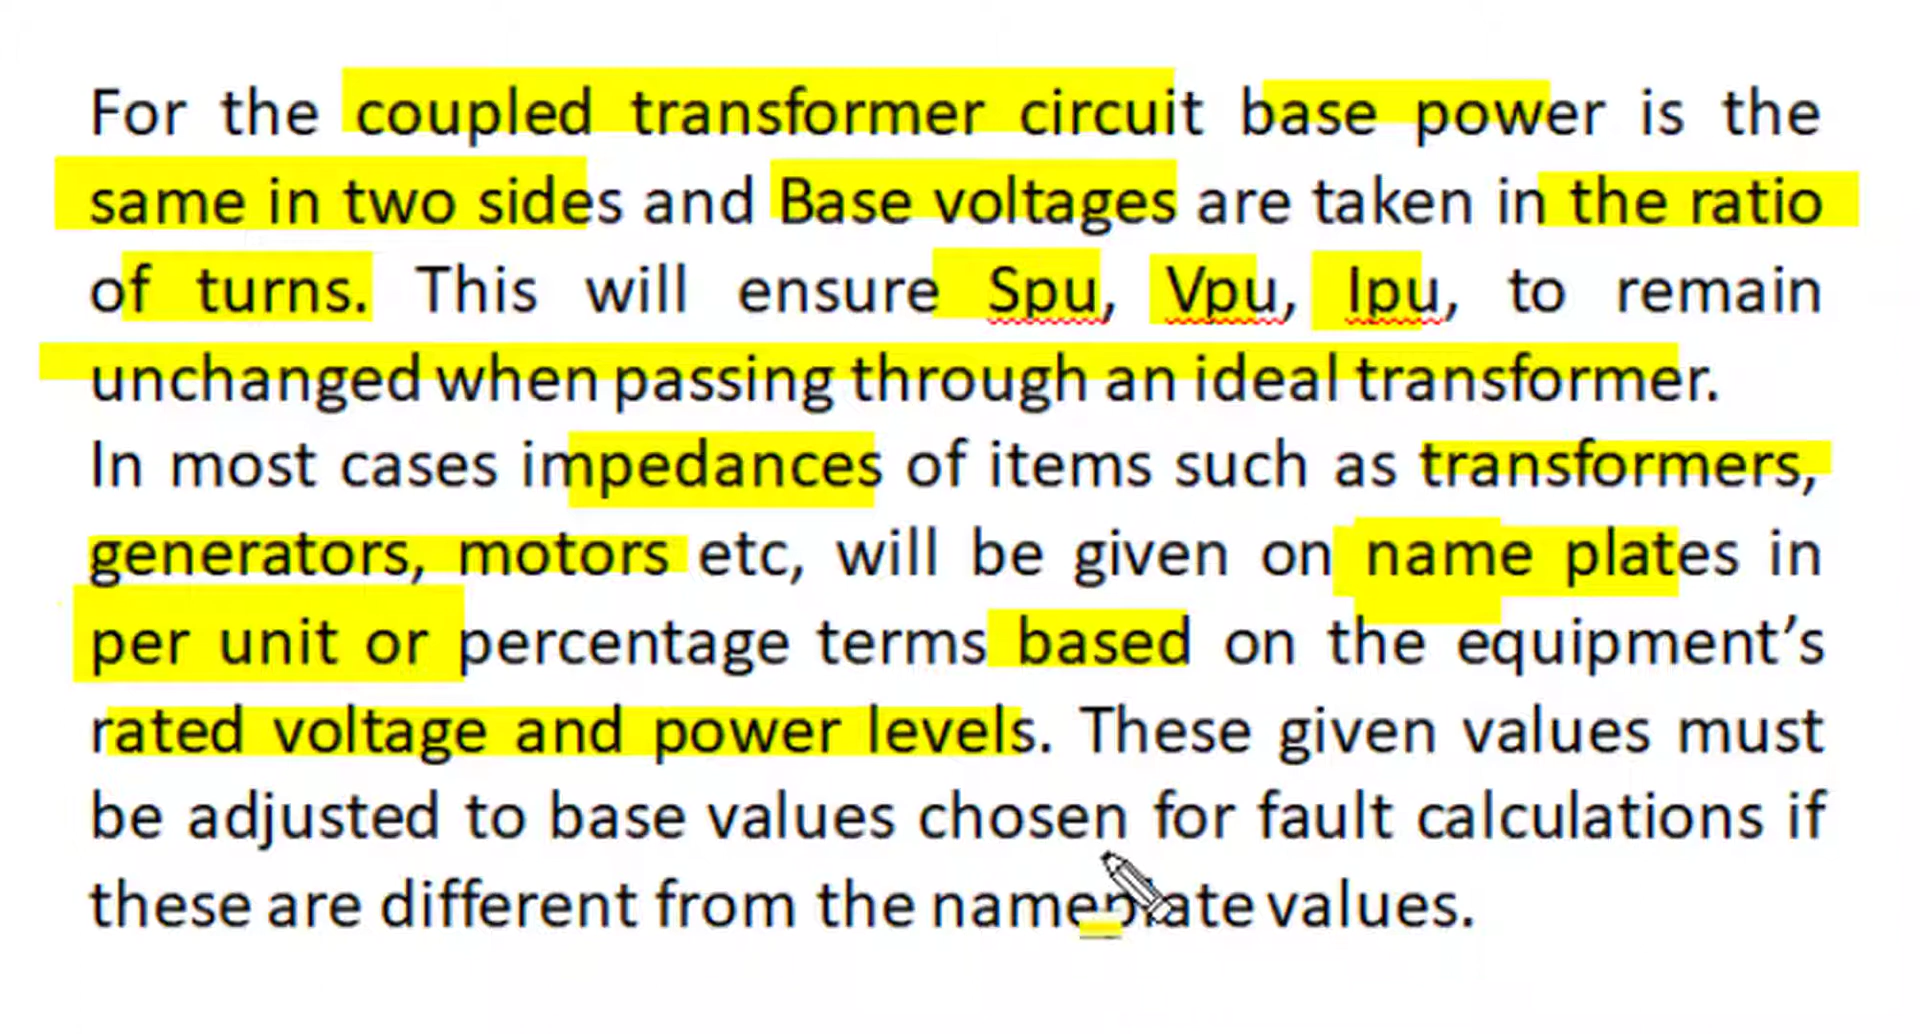 For the coupled transformer circuit base power is the
same in two sides and Base voltages are taken in the ratio
of turns. This will ensure Spu, Vpu, Ipu, to remain
unchanged when passing through an ideal transformer.
In most cases impedances of items such as transformers,
generators, motors etc, will be given on name plates in
per unit or percentage terms based on the equipment’s
rated voltage and power levels. These given values must
be adjusted to base values chosen for fault calculations if
these are different from the nameplate values.